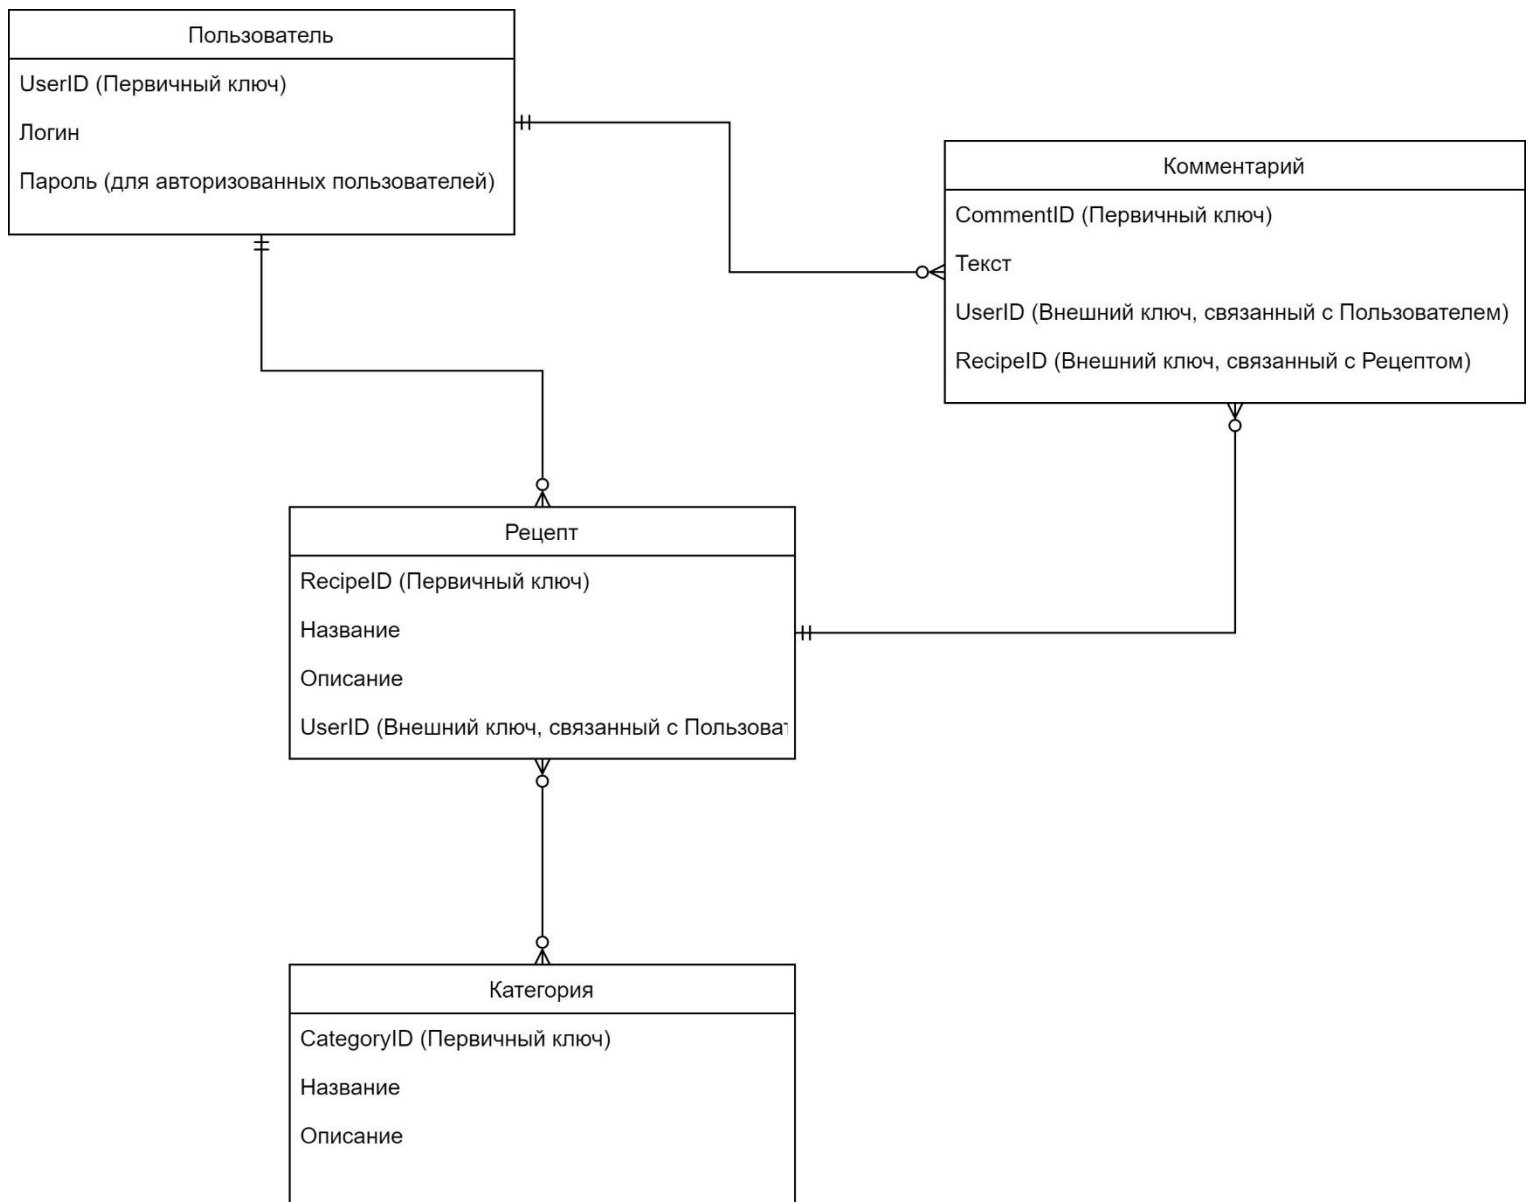 Пользователь
UserID (Первичный ключ)
Логин
Пароль (для авторизованных пользователей)
Комментарий
CommentID (Первичный ключ)
Текст
UserID (Внешний ключ, связанный с Пользователем)
RecipeID (Внешний ключ, связанный с Рецептом)
Рецепт
RecipeID (Первичный ключ)
Название
Описание
UserID (Внешний ключ, связанный с Пользоват
Категория
CategoryID (Первичный ключ)
Название
Описание